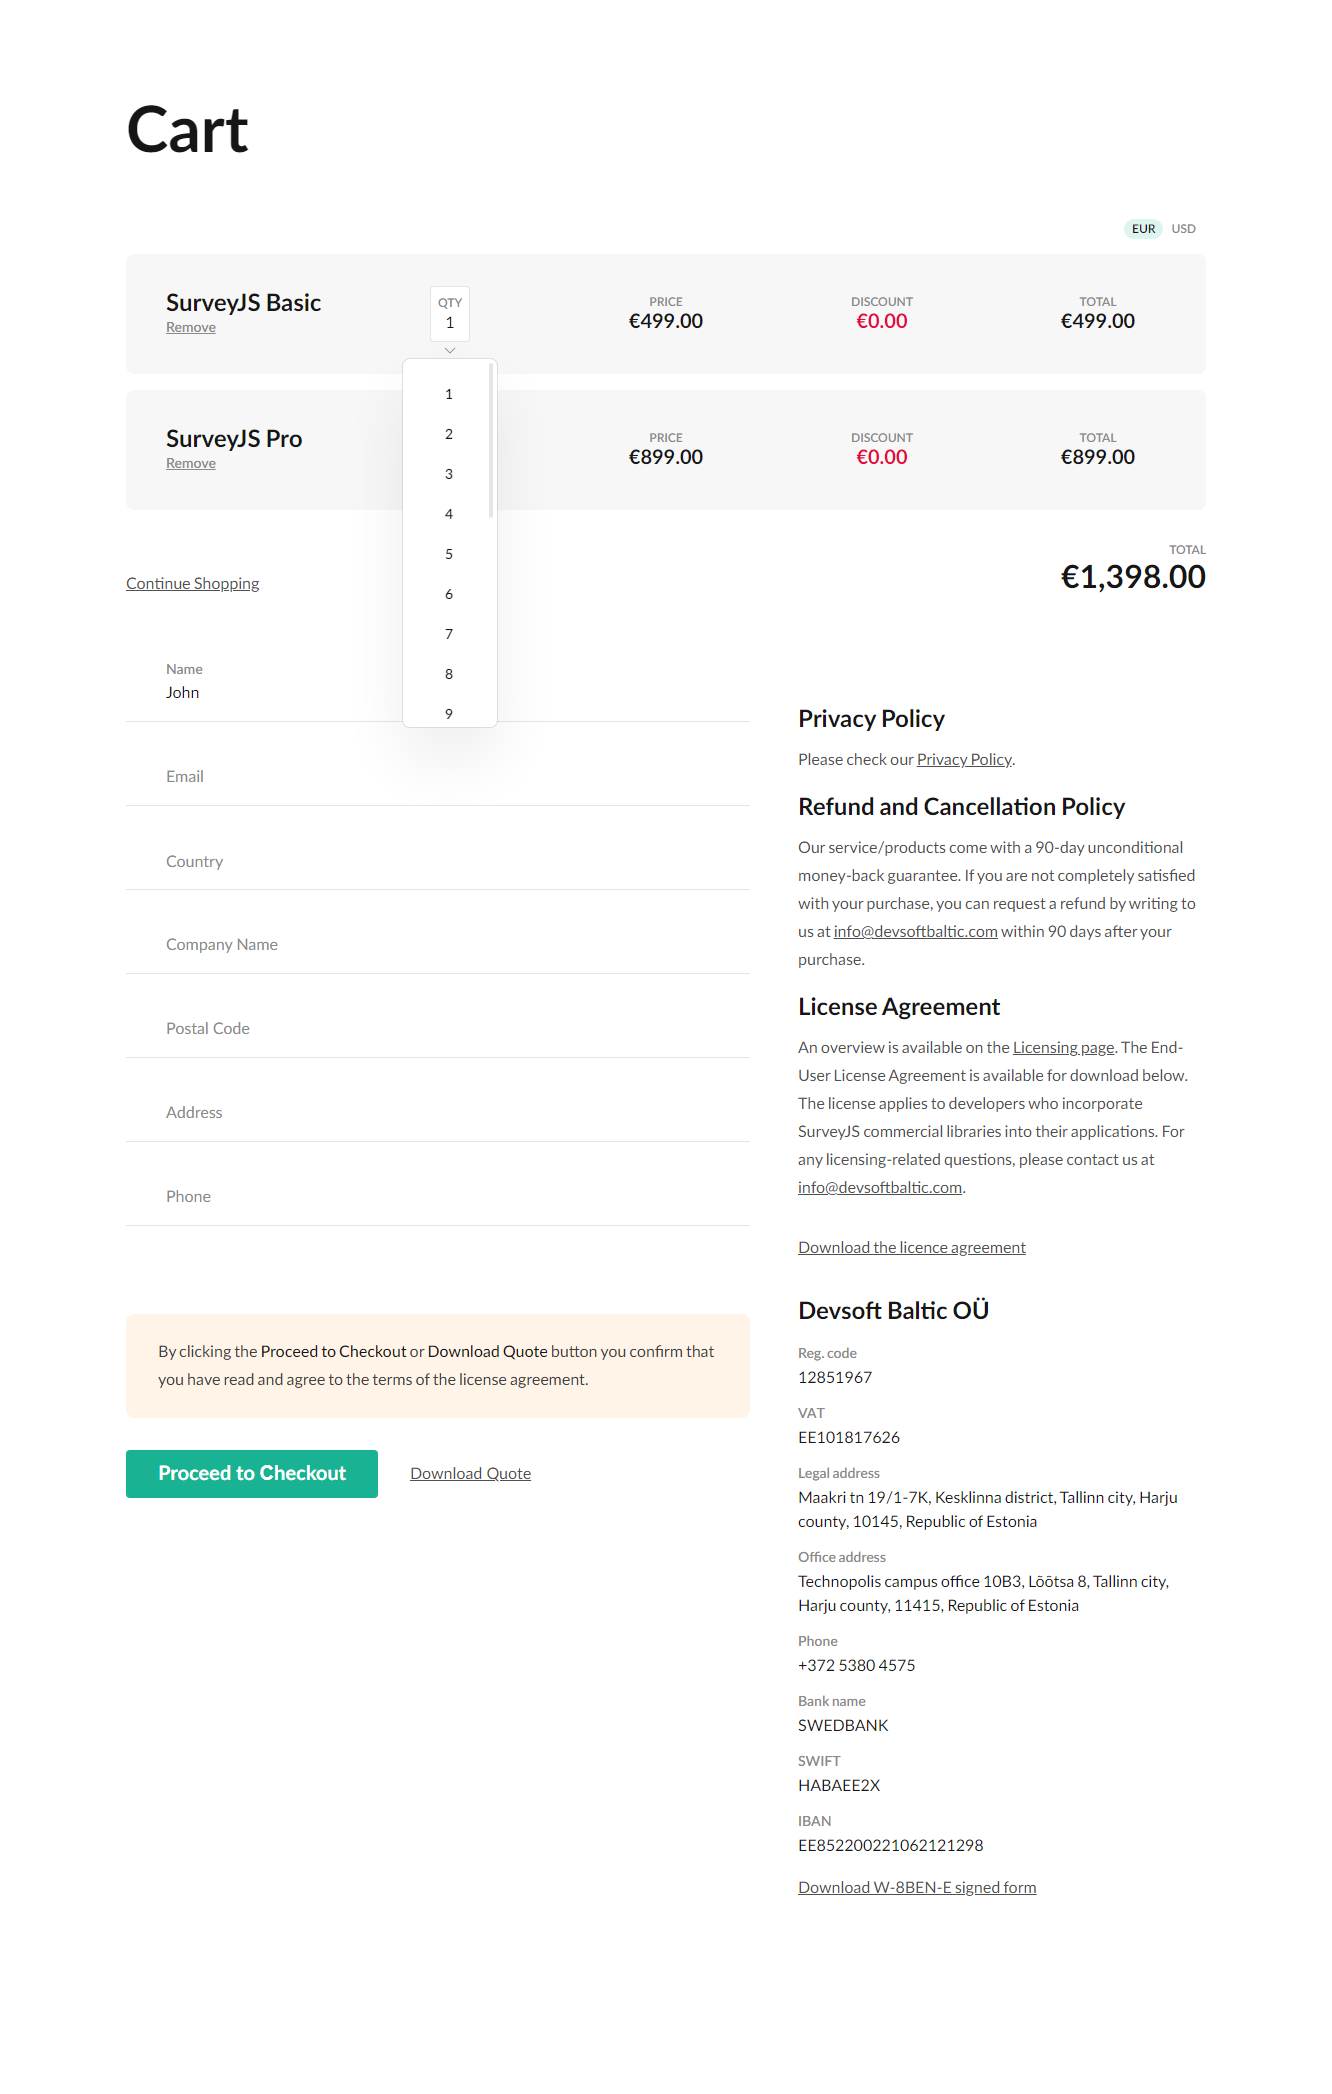 Cart
EUR USD
SurveyJS Basic
Remove
QTY
1
PRICE
€499.00
DISCOUNT
€0.00
TOTAL
€499.00
SurveyJS Pro
Remove
PRICE
€899.00
DISCOUNT
€0.00
TOTAL
€899.00
1
2
3
4
5
6
7
8
9
TOTAL
€1,398.00
Continue Shopping
Name
John
Email
Country
Company Name
Postal Code
Address
Phone
By clicking the Proceed to Checkout or Download Quote button you confirm that
you have read and agree to the terms of the license agreement.
Proceed to Checkout
Download Quote
Privacy Policy
Please check our Privacy Policy.
Refund and Cancellation Policy
Our service/products come with a 90-day unconditional
money-back guarantee. If you are not completely satisfied
with your purchase, you can request a refund by writing to
us at info@devsoftbaltic.com within 90 days after your
purchase.
License Agreement
An overview is available on the Licensing page. The End-
User License Agreement is available for download below.
The license applies to developers who incorporate
SurveyJS commercial libraries into their applications. For
any licensing-related questions, please contact us at
info@devsoftbaltic.com.
Download the licence agreement
Devsoft Baltic OÜ
Reg. code
12851967
VAT
EE101817626
Legal address
Maakri tn 19/1-7K, Kesklinna district, Tallinn city, Harju
county, 10145, Republic of Estonia
Office address
Technopolis campus office 10B3, Lõõtsa 8, Tallinn city,
Harju county, 11415, Republic of Estonia
Phone
+372 5380 4575
Bank name
SWEDBANK
SWIFT
HABAEE2X
IBAN
EE852200221062121298
Download W-8BEN-E signed form